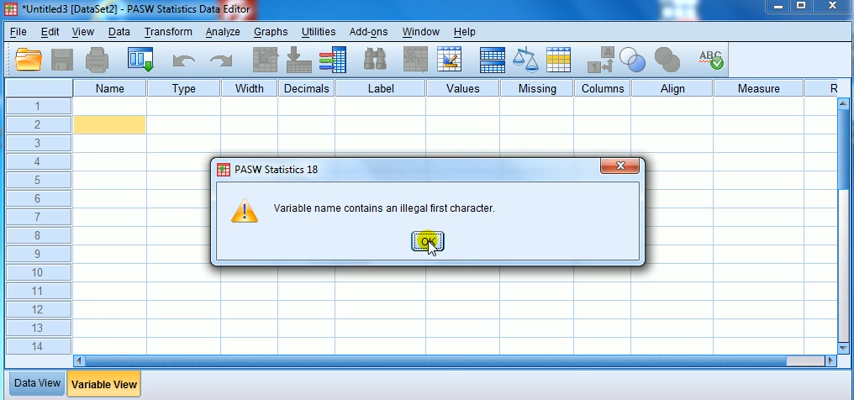 *Untitled3 [DataSet2] - PASW Statistics Data Editor
File Edit View Data Transform Analyze Graphs Utilities Add-ons Window Help
ABC
Name Type Width Decimals Label Values Missing Columns Align Measure R
1
2
3
4
PASW Statistics 18
5
6
7
Variable name contains an illegal first character.
8
OK
9
10
11
12
13
14
Data View Variable View